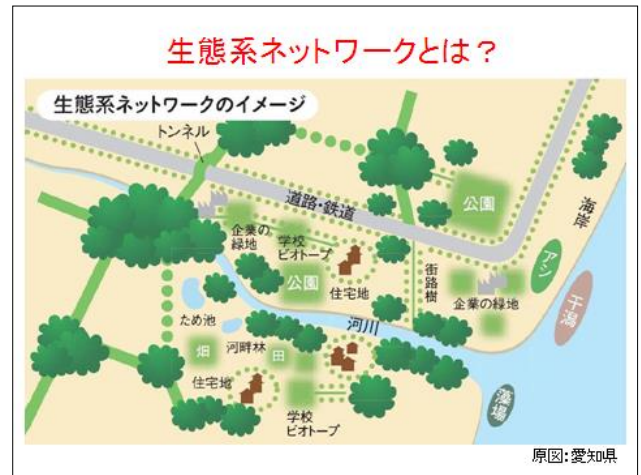 生態系ネットワークとは？
生態系ネットワークのイメージ
トンネル
道路・鉄道
公園
海岸
企業の
緑地
学校
ビオトープ
アシ
干潟
公園
住宅地
街路樹
企業の緑地
ため池
河川
畑
河畔林
田
住宅地
藻場
学校
ビオトープ
原図：愛知県